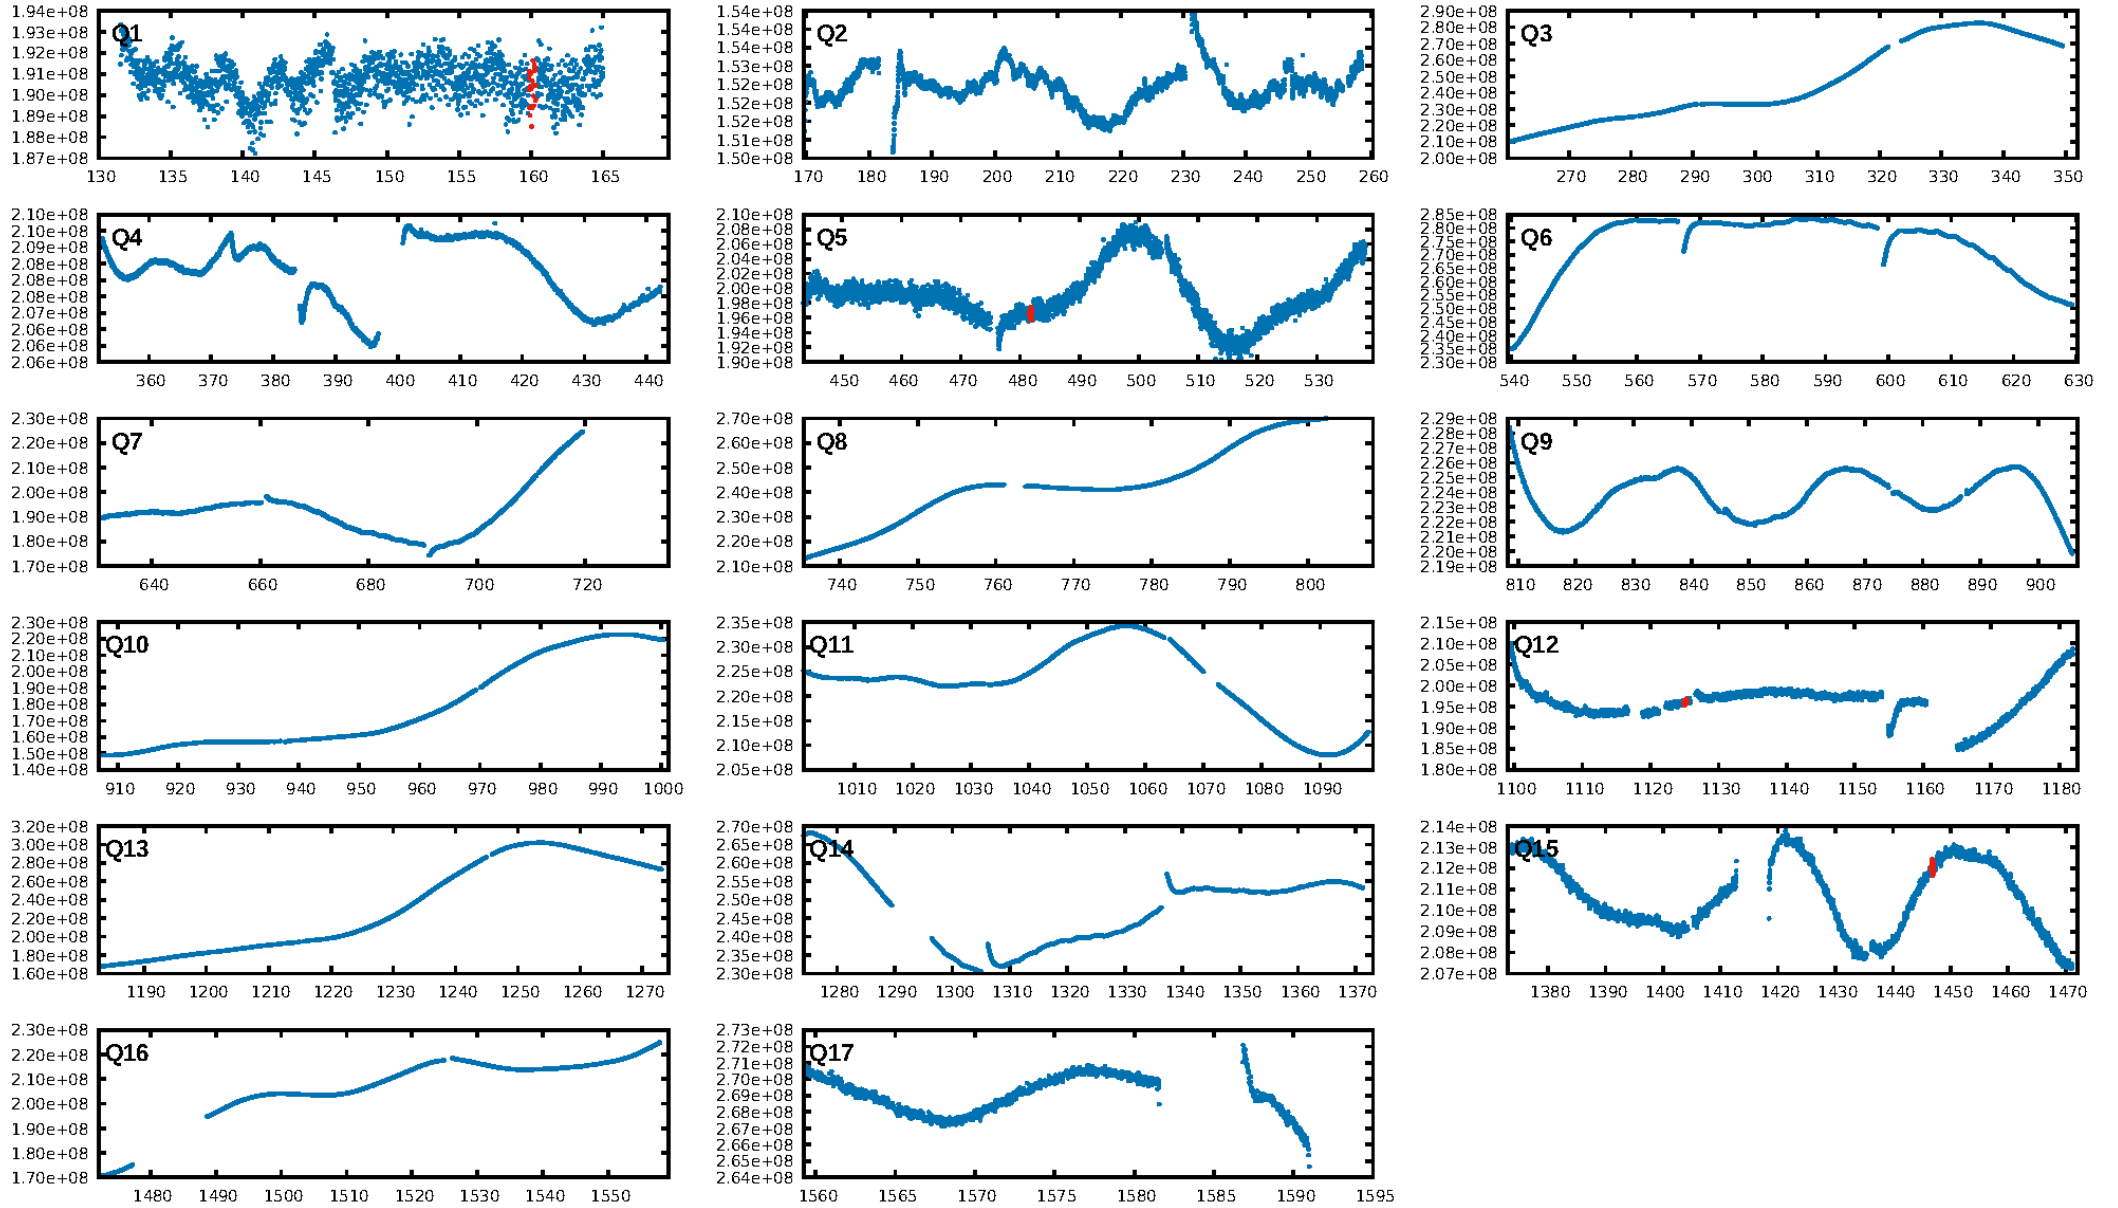 Q1
1.94e+08
1.93e+08
1.92e+08
1.91e+08
1.90e+08
1.89e+08
1.88e+08
1.87e+08
130 135 140 145 150 155 160 165
Q2
1.54e+08
1.54e+08
1.53e+08
1.53e+08
1.52e+08
1.52e+08
1.51e+08
1.51e+08
1.50e+08
170 180 190 200 210 220 230 240 250 260
Q3
2.90e+08
2.80e+08
2.70e+08
2.60e+08
2.50e+08
2.40e+08
2.30e+08
2.20e+08
2.10e+08
2.00e+08
270 280 290 300 310 320 330 340 350
Q4
2.10e+08
2.10e+08
2.09e+08
2.08e+08
2.08e+08
2.08e+08
2.07e+08
2.06e+08
2.06e+08
2.06e+08
360 370 380 390 400 410 420 430 440
Q5
2.10e+08
2.08e+08
2.06e+08
2.04e+08
2.02e+08
2.00e+08
1.98e+08
1.96e+08
1.94e+08
1.92e+08
1.90e+08
450 460 470 480 490 500 510 520 530
Q6
2.85e+08
2.80e+08
2.75e+08
2.70e+08
2.65e+08
2.60e+08
2.55e+08
2.50e+08
2.45e+08
2.40e+08
2.35e+08
2.30e+08
540 550 560 570 580 590 600 610 620 630
Q7
2.30e+08
2.20e+08
2.10e+08
2.00e+08
1.90e+08
1.80e+08
1.70e+08
640 660 680 700 720
Q8
2.70e+08
2.60e+08
2.50e+08
2.40e+08
2.30e+08
2.20e+08
2.10e+08
740 750 760 770 780 790 800
Q9
2.29e+08
2.28e+08
2.27e+08
2.26e+08
2.25e+08
2.24e+08
2.23e+08
2.22e+08
2.21e+08
2.20e+08
2.19e+08
810 820 830 840 850 860 870 880 890 900
Q10
2.30e+08
2.20e+08
2.10e+08
2.00e+08
1.90e+08
1.80e+08
1.70e+08
1.60e+08
1.50e+08
1.40e+08
910 920 930 940 950 960 970 980 990 1000
Q11
2.35e+08
2.30e+08
2.25e+08
2.20e+08
2.15e+08
2.10e+08
2.05e+08
1010 1020 1030 1040 1050 1060 1070 1080 1090
Q12
2.15e+08
2.10e+08
2.05e+08
2.00e+08
1.95e+08
1.90e+08
1.85e+08
1.80e+08
1100 1110 1120 1130 1140 1150 1160 1170 1180
Q13
3.20e+08
3.00e+08
2.80e+08
2.60e+08
2.40e+08
2.20e+08
2.00e+08
1.80e+08
1.60e+08
1190 1200 1210 1220 1230 1240 1250 1260 1270
Q14
2.70e+08
2.65e+08
2.60e+08
2.55e+08
2.50e+08
2.45e+08
2.40e+08
2.35e+08
2.30e+08
1280 1290 1300 1310 1320 1330 1340 1350 1360 1370
Q15
2.14e+08
2.13e+08
2.12e+08
2.11e+08
2.10e+08
2.09e+08
2.08e+08
2.07e+08
1380 1390 1400 1410 1420 1430 1440 1450 1460 1470
Q16
2.30e+08
2.20e+08
2.10e+08
2.00e+08
1.90e+08
1.80e+08
1.70e+08
1480 1490 1500 1510 1520 1530 1540 1550
Q17
2.73e+08
2.72e+08
2.71e+08
2.70e+08
2.69e+08
2.68e+08
2.67e+08
2.66e+08
2.65e+08
2.64e+08
1560 1565 1570 1575 1580 1585 1590 1595